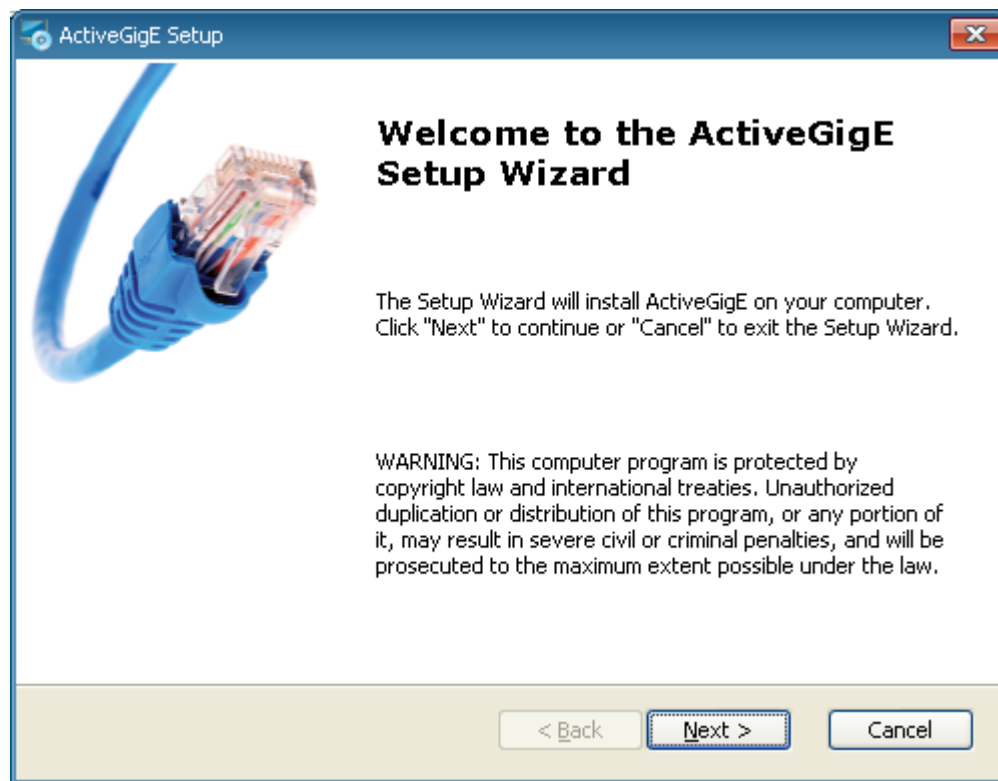 ActiveGigE Setup
Welcome to the ActiveGigE
Setup Wizard
The Setup Wizard will install ActiveGigE on your computer.
Click "Next" to continue or "Cancel" to exit the Setup Wizard.
WARNING: This computer program is protected by
copyright law and international treaties. Unauthorized
duplication or distribution of this program, or any portion of
it, may result in severe civil or criminal penalties, and will be
prosecuted to the maximum extent possible under the law.
< Back Next > Cancel